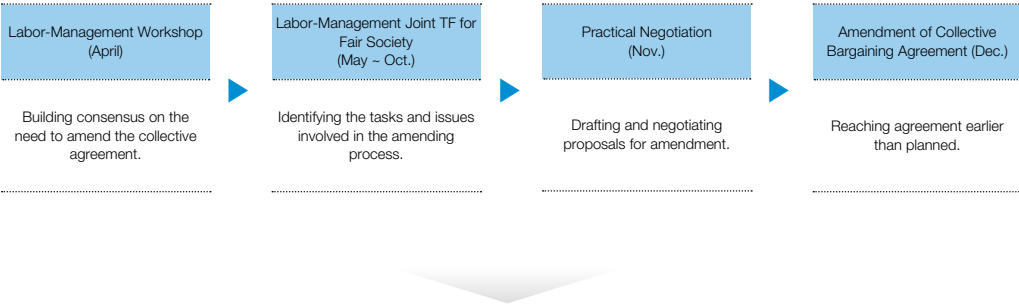 Labor-Management Workshop
(April)
Building consensus on the
need to amend the collective
agreement.
Labor-Management Joint TF for
Fair Society
(May ~ Oct.)
Identifying the tasks and issues
involved in the amending
process.
Practical Negotiation
(Nov.)
Drafting and negotiating
proposals for amendment.
Amendment of Collective
Bargaining Agreement (Dec.)
Reaching agreement earlier
than planned.